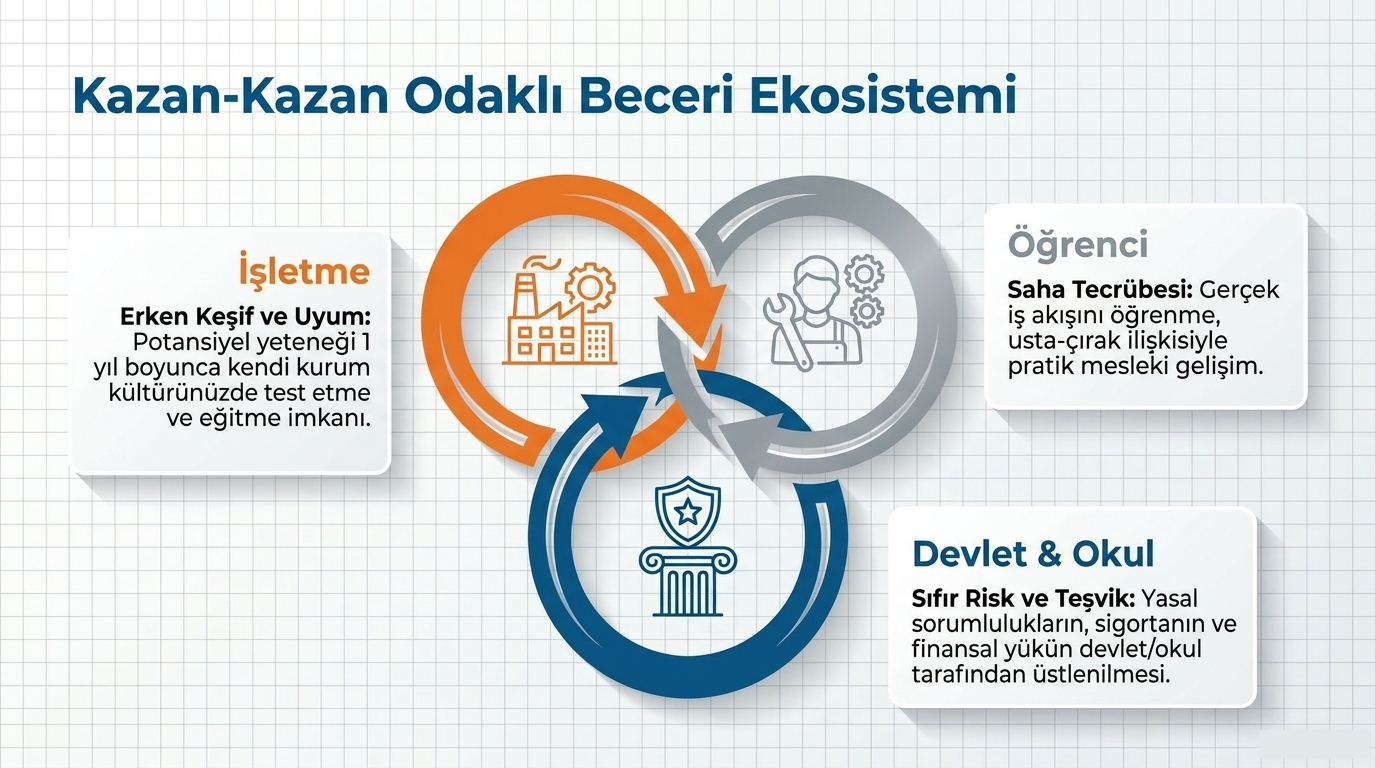 Kazan-Kazan Odaklı Beceri Ekosistemi
İşletme
Erken Keşif ve Uyum:
Potansiyel yeteneği 1
yıl boyunca kendi kurum
kültürünüzde test etme
ve eğitme imkanı.
Öğrenci
Saha Tecrübesi: Gerçek
iş akışını öğrenme,
usta-çırak ilişkisiyle
pratik mesleki gelişim.
Devlet & Okul
Sıfır Risk ve Teşvik: Yasal
sorumlulukların, sigortanın ve
finansal yükün devlet/okul
tarafından üstlenilmesi.